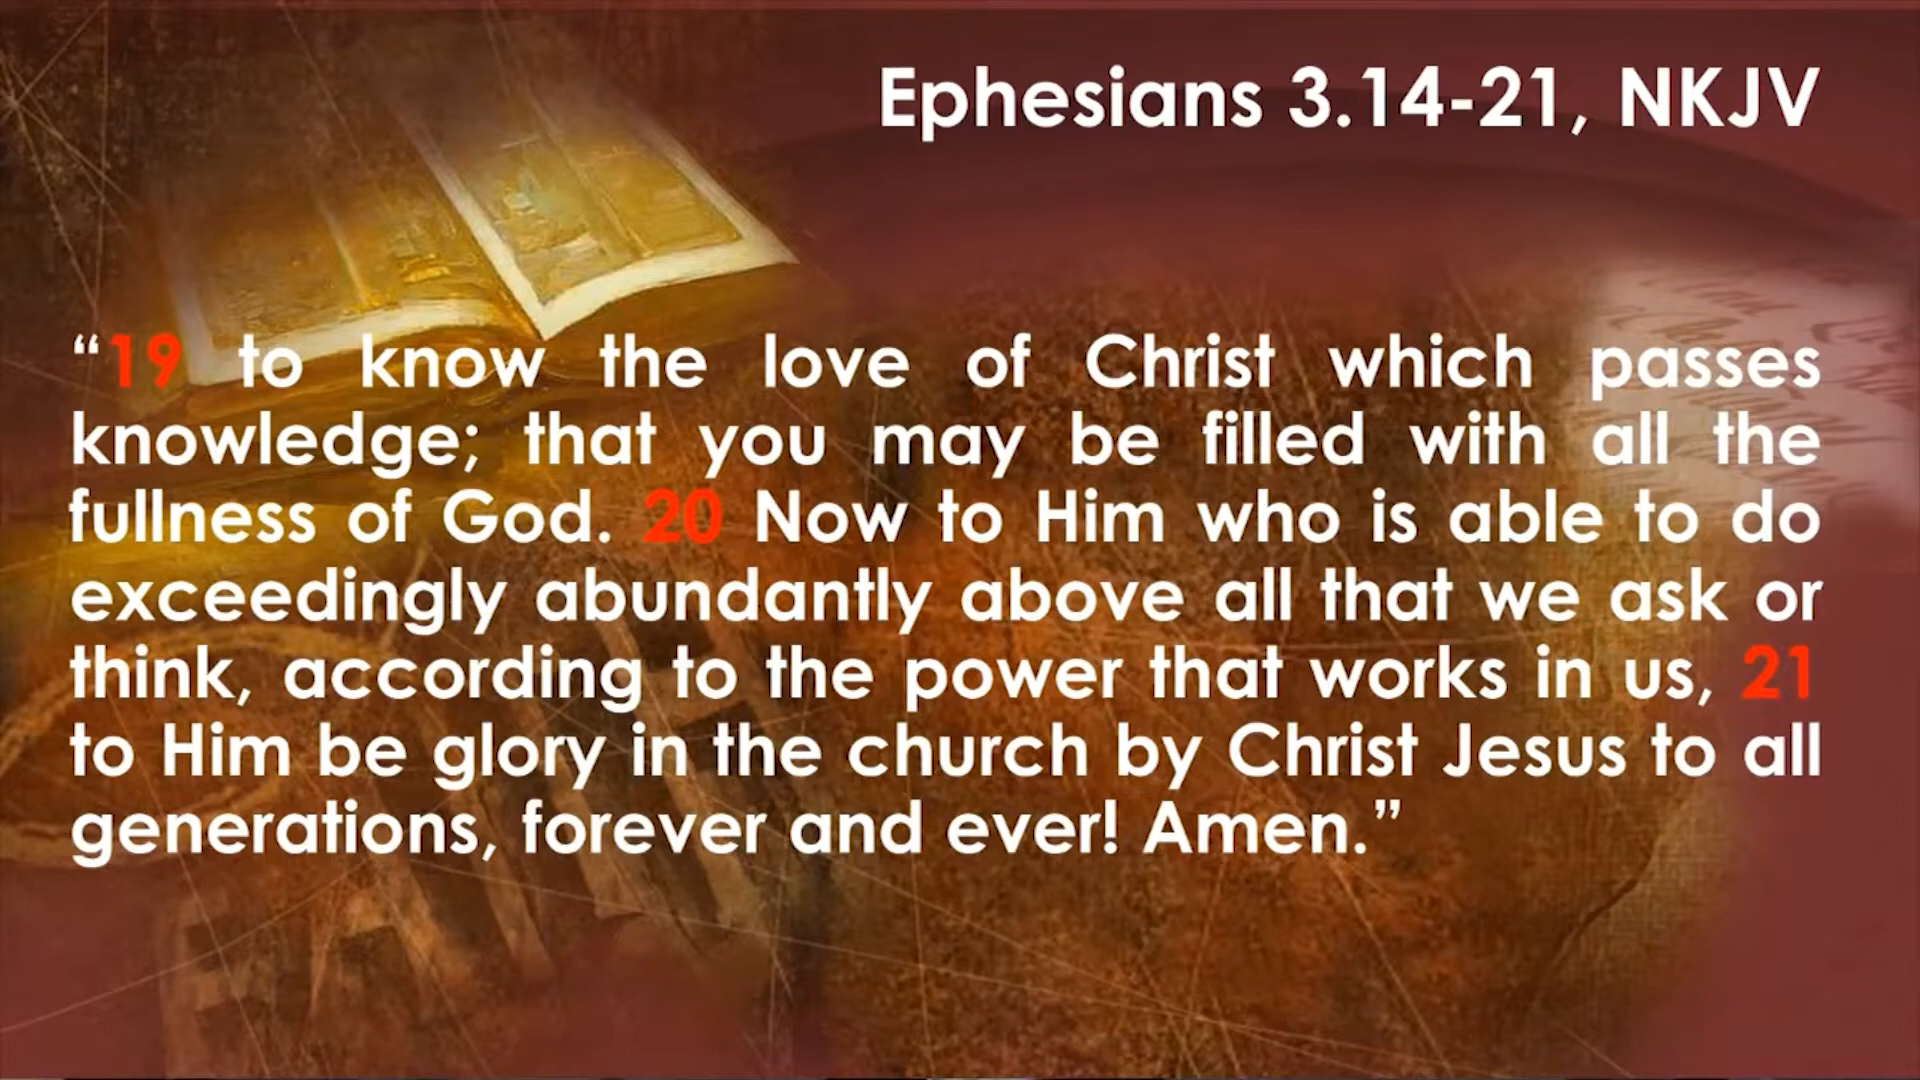 Ephesians 3.14-21, NKJV
“19 to know the love of Christ which passes
knowledge; that you may be filled with all the
fullness of God. 20 Now to Him who is able to do
exceedingly abundantly above all that we ask or
think, according to the power that works in us, 21
to Him be glory in the church by Christ Jesus to all
generations, forever and ever! Amen.”